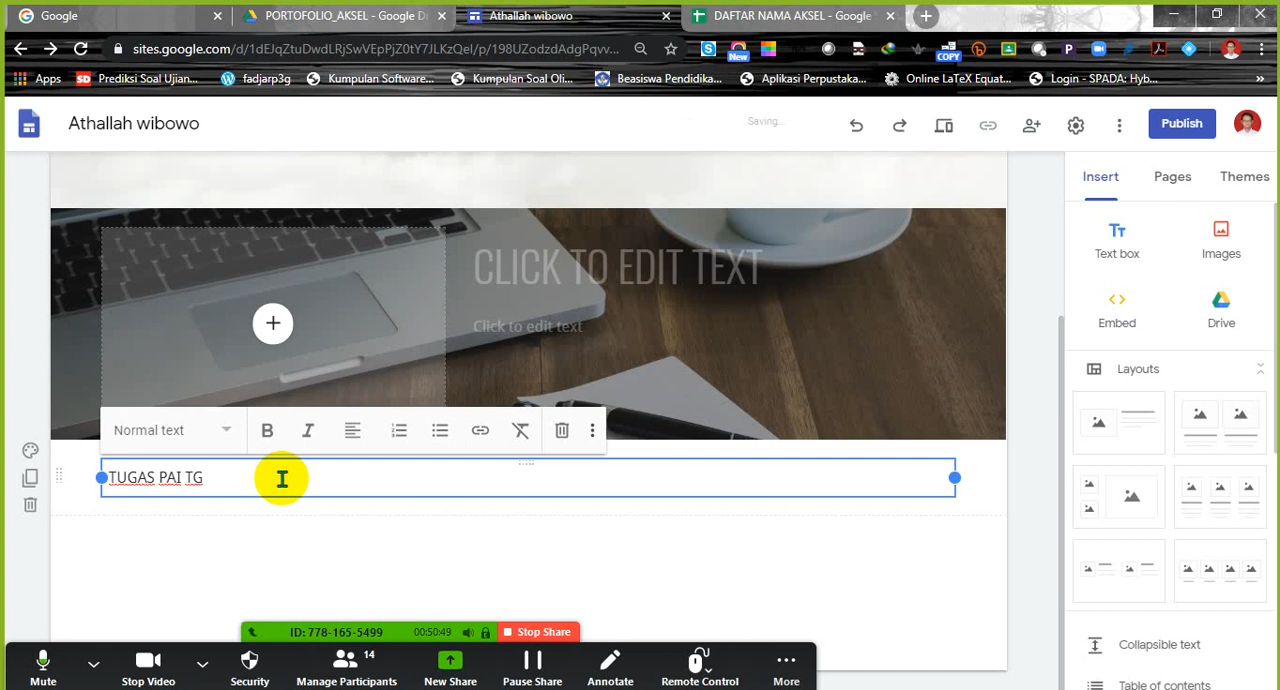 Google
PORTOFOLIO_AKSEL - Google D
Athallah wibowo
DAFTAR NAMA AKSEL - Google
sites.google.com/d/1dEJqZtuDwdLRjSwVEpPjZ0tY7JLKzQel/p/198UZodzdAdgPqvv...
New
COPY
Apps
Prediksi Soal Ujian...
fadjarp3g
Kumpulan Software...
Kumpulan Soal Oli...
Beasiswa Pendidika...
Aplikasi Perpustaka...
Online LaTeX Equat...
Login - SPADA: Hyb...
Athallah wibowo
Saving...
Publish
Insert
Pages
Themes
CLICK TO EDIT TEXT
Click to edit text
Text box
Images
Embed
Drive
Layouts
Normal text
TUGAS PAI TG
Collapsible text
Table of contents
ID: 778-165-5499
00:50:49
Stop Share
Mute
Stop Video
Security
14
Manage Participants
New Share
Pause Share
Annotate
Remote Control
More